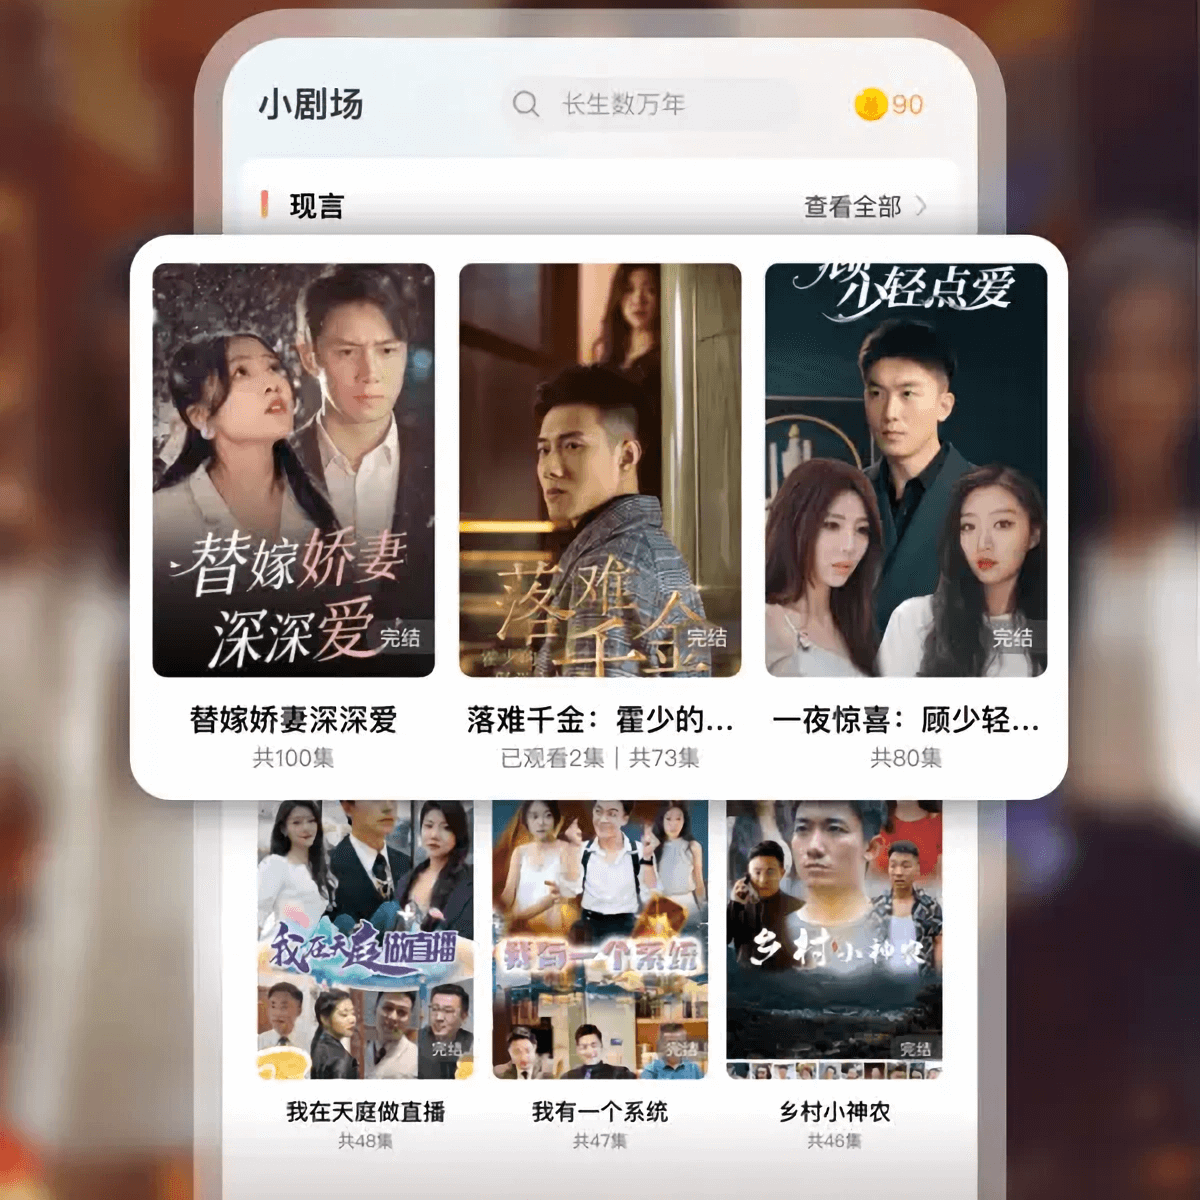 小剧场
长生数万年
90
现言
查看全部
顾少轻点爱
替嫁娇妻
深深爱
完结
落难
千金
霍少的
完结
完结
替嫁娇妻深深爱
落难千金：霍少的...
一夜惊喜：顾少轻...
共100集
已观看2集｜共73集
共80集
我在天庭做直播
完结
我有一个系统
完结
乡村小神农
完结
我在天庭做直播
我有一个系统
乡村小神农
共48集
共47集
共46集